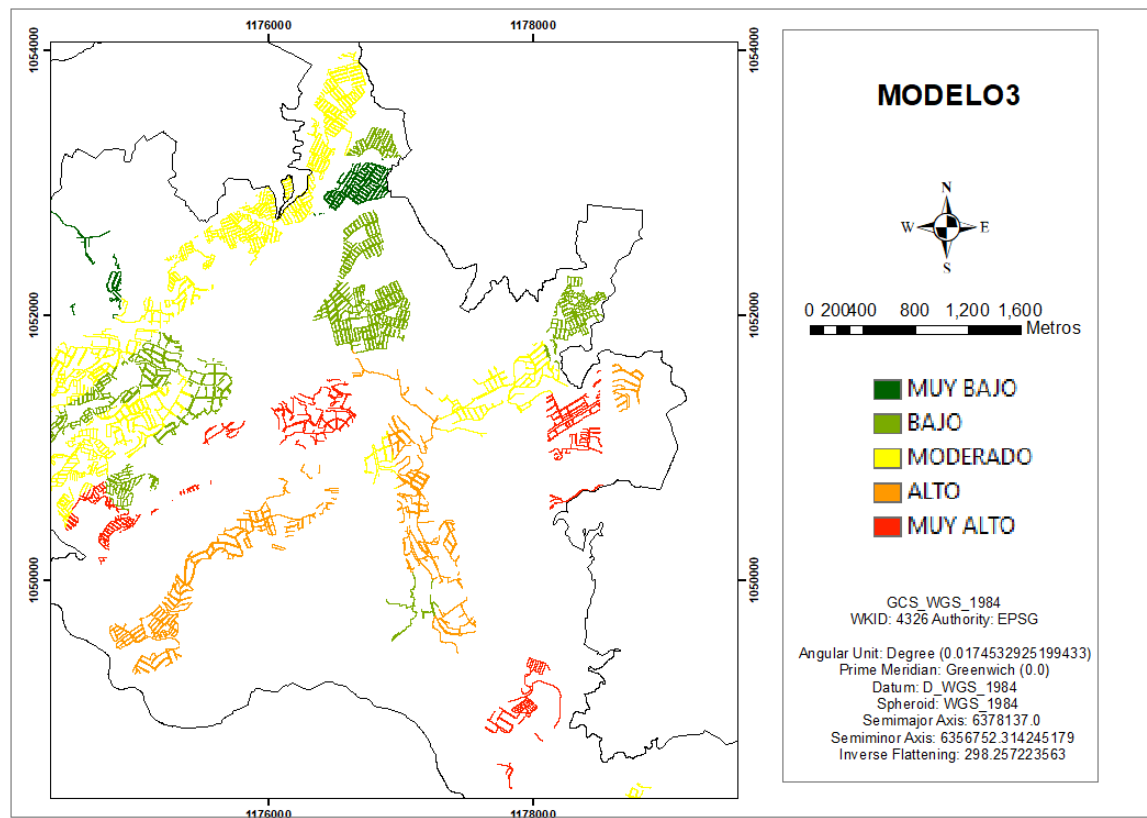 1176000
1178000
1054000
1054000
1052000
1052000
1050000
1050000
1176000
1178000
MODELO3
N
W
E
S
0 200400 800 1,200 1,600
Metros
MUY BAJO
BAJO
MODERADO
ALTO
MUY ALTO
GCS_WGS_1984
WKID: 4326 Authority: EPSG
Angular Unit: Degree (0.0174532925199433)
Prime Meridian: Greenwich (0.0)
Datum: D_WGS_1984
Spheroid: WGS_1984
Semimajor Axis: 6378137.0
Semiminor Axis: 6356752.314245179
Inverse Flattening: 298.257223563